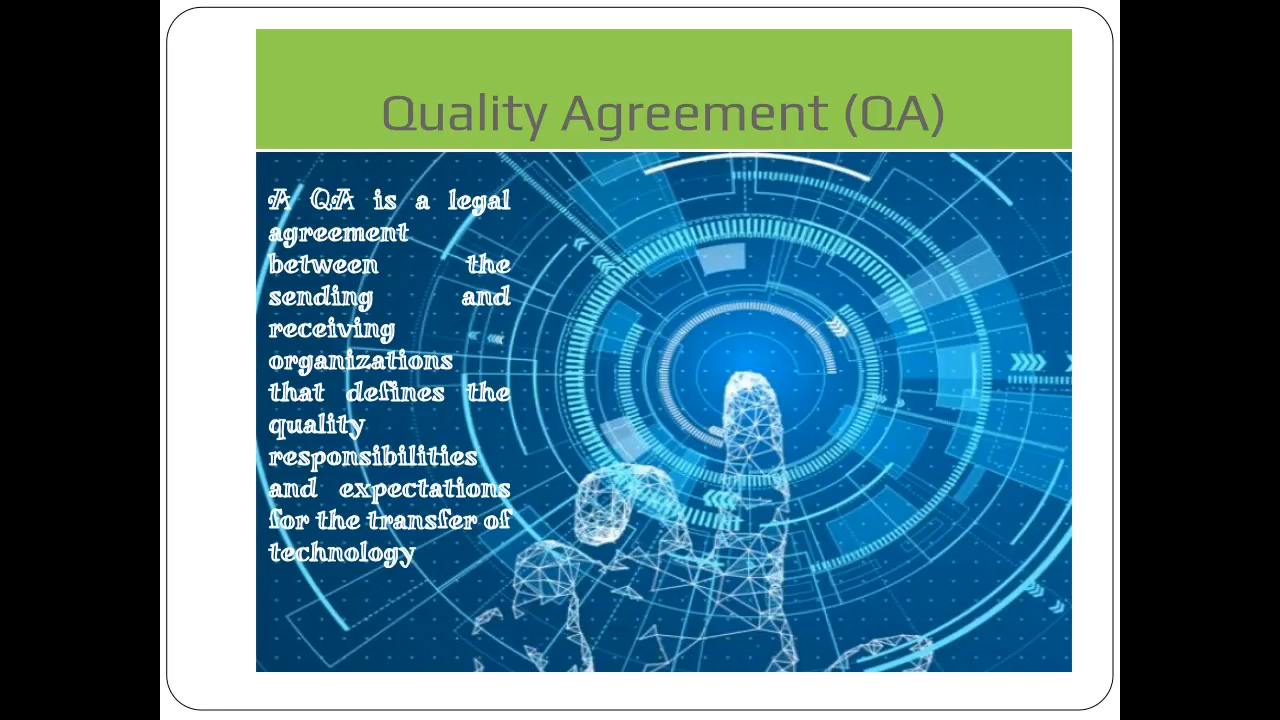 Quality Agreement (QA)
A QA is a legal
agreement
between the
sending and
receiving
organizations
that defines the
quality
responsibilities
and expectations
for the transfer of
technology